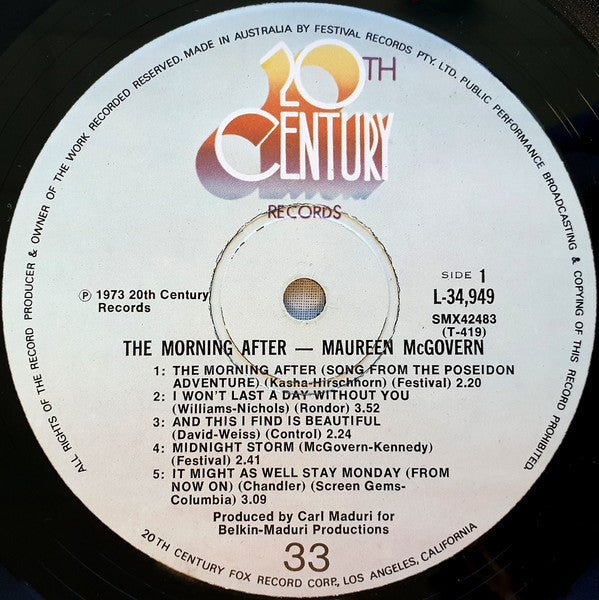 ALL RIGHTS OF THE RECORD PRODUCER & OWNER OF THE WORK RECORDED RESERVED. MADE IN AUSTRALIA BY FESTIVAL RECORDS PTY. LTD. PUBLIC PERFORMANCE BROADCASTING & COPYING OF THIS RECORD PROHIBITED.
20TH
CENTURY
RECORDS
SIDE 1
L-34,949
SMX42483
(T-419)
℗ 1973 20th Century
Records
THE MORNING AFTER — MAUREEN McGOVERN
1: THE MORNING AFTER (SONG FROM THE POSEIDON
ADVENTURE) (Kasha-Hirschhorn) (Festival) 2.20
2: I WON'T LAST A DAY WITHOUT YOU
(Williams-Nichols) (Rondor) 3.52
3: AND THIS I FIND IS BEAUTIFUL
(David-Weiss) (Control) 2.24
4: MIDNIGHT STORM (McGovern-Kennedy)
(Festival) 2.41
5: IT MIGHT AS WELL STAY MONDAY (FROM
NOW ON) (Chandler) (Screen Gems-
Columbia) 3.09
Produced by Carl Maduri for
Belkin-Maduri Productions
33
20TH CENTURY FOX RECORD CORP., LOS ANGELES, CALIFORNIA